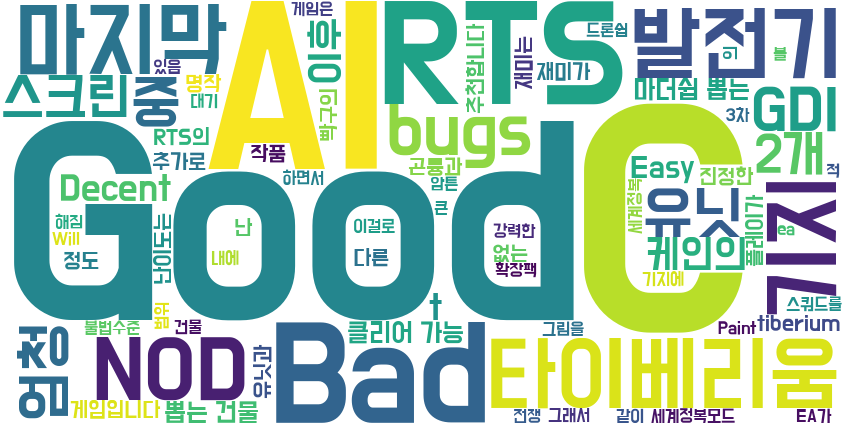 마지막
있음
게임은
AI
RTS
드론쉽
발전기
의
볼
스크린
중
명작
대기
이후
빡구인
추천합니다
재미는
재미가
마더쉽 뽑는
3차
GDI
RTS의
추가로
작품
bugs
곤룡과
Easy
진정한
2개
적
Decent
하면서
암튼
Good
C
세계정복
유닛
플레이가
기지
해짐
Will
정도
난이도는
난
내에
이걸로
다른
큰
강력한
없는
확장팩
케인의
ea
기지에
범위
t
스쿼드를
불법수준
건물
클리어 가능
그림을
Paint
tiberium
엄청
NOD
유닛과
Bad
타이베리움
게임입니다
뽑는 건물
전쟁
그래서
같이
세계정복모드
EA가